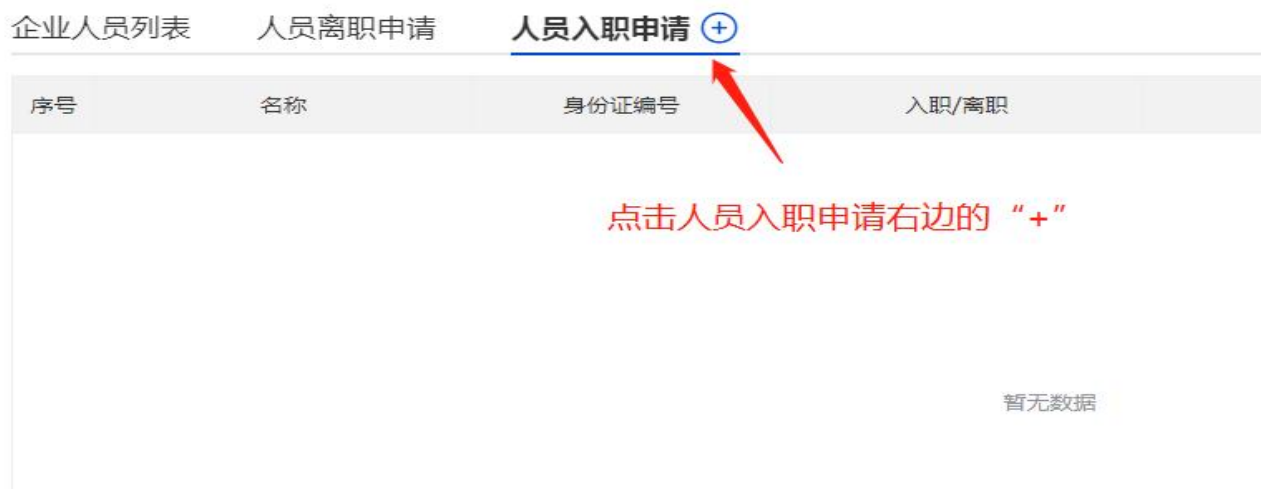 企业人员列表 人员离职申请 人员入职申请 +
序号 名称 身份证编号 入职/离职
点击人员入职申请右边的“+”
暂无数据